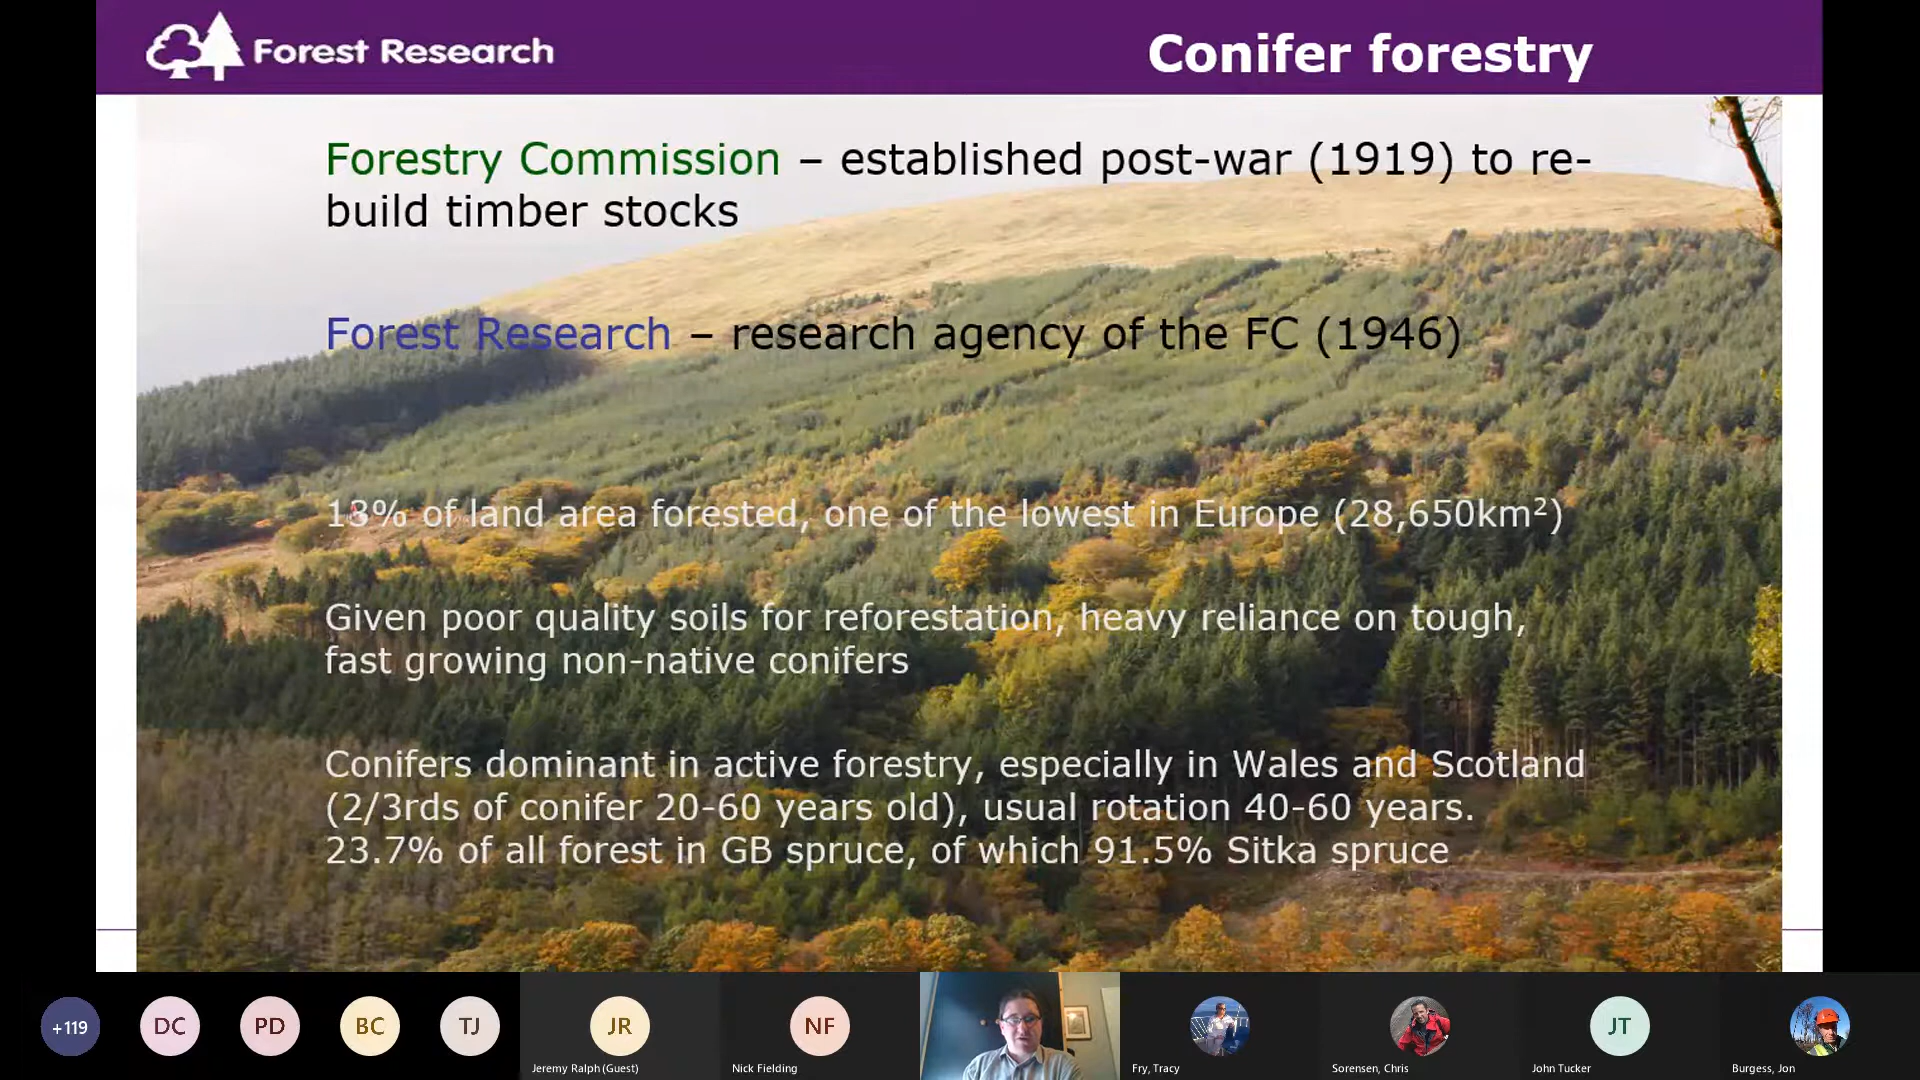 Forest Research
Conifer forestry
Forestry Commission – established post-war (1919) to re-
build timber stocks
Forest Research – research agency of the FC (1946)
13% of land area forested, one of the lowest in Europe (28,650km²)
Given poor quality soils for reforestation, heavy reliance on tough,
fast growing non-native conifers
Conifers dominant in active forestry, especially in Wales and Scotland
(2/3rds of conifer 20-60 years old), usual rotation 40-60 years.
23.7% of all forest in GB spruce, of which 91.5% Sitka spruce
+119
DC
PD
BC
TJ
JR
NF
JT
Jeremy Ralph (Guest)
Nick Fielding
Fry, Tracy
Sorensen, Chris
John Tucker
Burgess, Jon